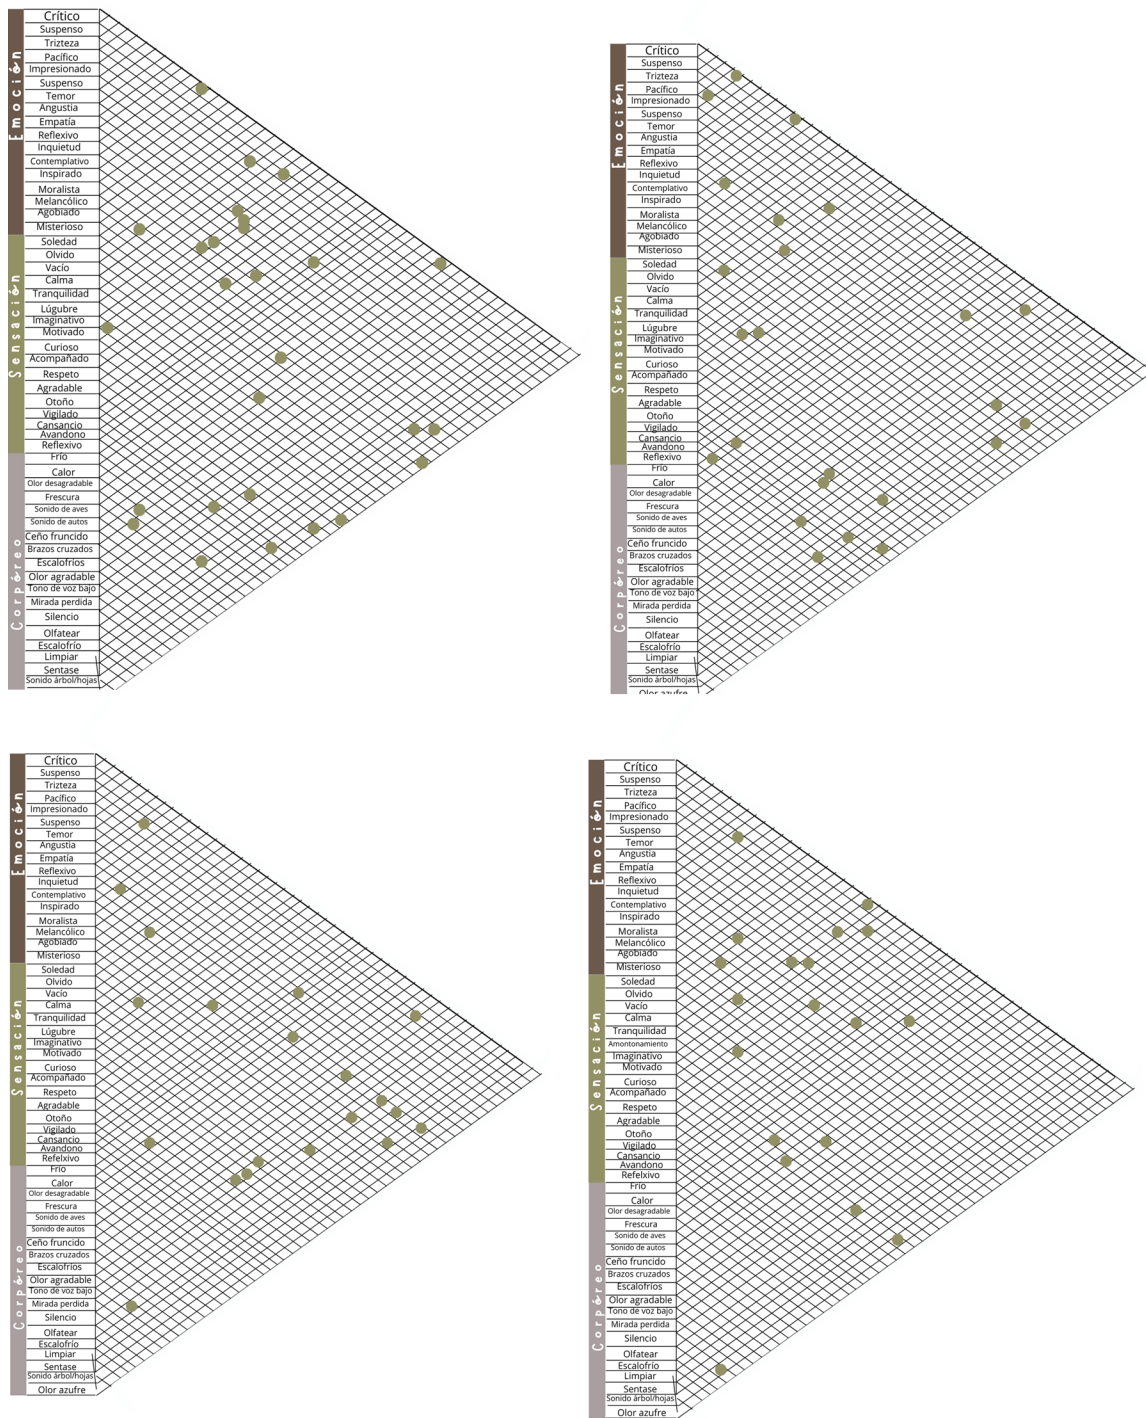 Emoción
Crítico
Suspenso
Trizteza
Pacífico
Impresionado
Suspenso
Temor
Angustia
Empatía
Reflexivo
Inquietud
Contemplativo
Inspirado
Moralista
Melancólico
Agobiado
Misterioso
Sensación
Soledad
Olvido
Vacío
Calma
Tranquilidad
Lúgubre
Imaginativo
Motivado
Curioso
Acompañado
Respeto
Agradable
Otoño
Vigilado
Cansancio
Avandono
Reflexivo
Corpóreo
Frío
Calor
Olor desagradable
Frescura
Sonido de aves
Sonido de autos
Ceño fruncido
Brazos cruzados
Escalofríos
Olor agradable
Tono de voz bajo
Mirada perdida
Silencio
Olfatear
Escalofrío
Limpiar
Sentase
Sonido árbol/hojas
Emoción
Crítico
Suspenso
Trizteza
Pacífico
Impresionado
Suspenso
Temor
Angustia
Empatía
Reflexivo
Inquietud
Contemplativo
Inspirado
Moralista
Melancólico
Agobiado
Misterioso
Sensación
Soledad
Olvido
Vacío
Calma
Tranquilidad
Lúgubre
Imaginativo
Motivado
Curioso
Acompañado
Respeto
Agradable
Otoño
Vigilado
Cansancio
Avandono
Reflexivo
Corpóreo
Frío
Calor
Olor desagradable
Frescura
Sonido de aves
Sonido de autos
Ceño fruncido
Brazos cruzados
Escalofríos
Olor agradable
Tono de voz bajo
Mirada perdida
Silencio
Olfatear
Escalofrío
Limpiar
Sentase
Sonido árbol/hojas
Olor azufre
Emoción
Crítico
Suspenso
Trizteza
Pacífico
Impresionado
Suspenso
Temor
Angustia
Empatía
Reflexivo
Inquietud
Contemplativo
Inspirado
Moralista
Melancólico
Agobiado
Misterioso
Sensación
Soledad
Olvido
Vacío
Calma
Tranquilidad
Lúgubre
Imaginativo
Motivado
Curioso
Acompañado
Respeto
Agradable
Otoño
Vigilado
Cansancio
Avandono
Refelxivo
Corpóreo
Frío
Calor
Olor desagradable
Frescura
Sonido de aves
Sonido de autos
Ceño fruncido
Brazos cruzados
Escalofríos
Olor agradable
Tono de voz bajo
Mirada perdida
Silencio
Olfatear
Escalofrío
Limpiar
Sentase
Sonido árbol/hojas
Olor azufre
Emoción
Crítico
Suspenso
Trizteza
Pacífico
Impresionado
Suspenso
Temor
Angustia
Empatía
Reflexivo
Inquietud
Contemplativo
Inspirado
Moralista
Melancólico
Agobiado
Misterioso
Sensación
Soledad
Olvido
Vacío
Calma
Tranquilidad
Amontonamiento
Imaginativo
Motivado
Curioso
Acompañado
Respeto
Agradable
Otoño
Vigilado
Cansancio
Avandono
Refelxivo
Corpóreo
Frío
Calor
Olor desagradable
Frescura
Sonido de aves
Sonido de autos
Ceño fruncido
Brazos cruzados
Escalofríos
Olor agradable
Tono de voz bajo
Mirada perdida
Silencio
Olfatear
Escalofrío
Limpiar
Sentase
Sonido árbol/hojas
Olor azufre